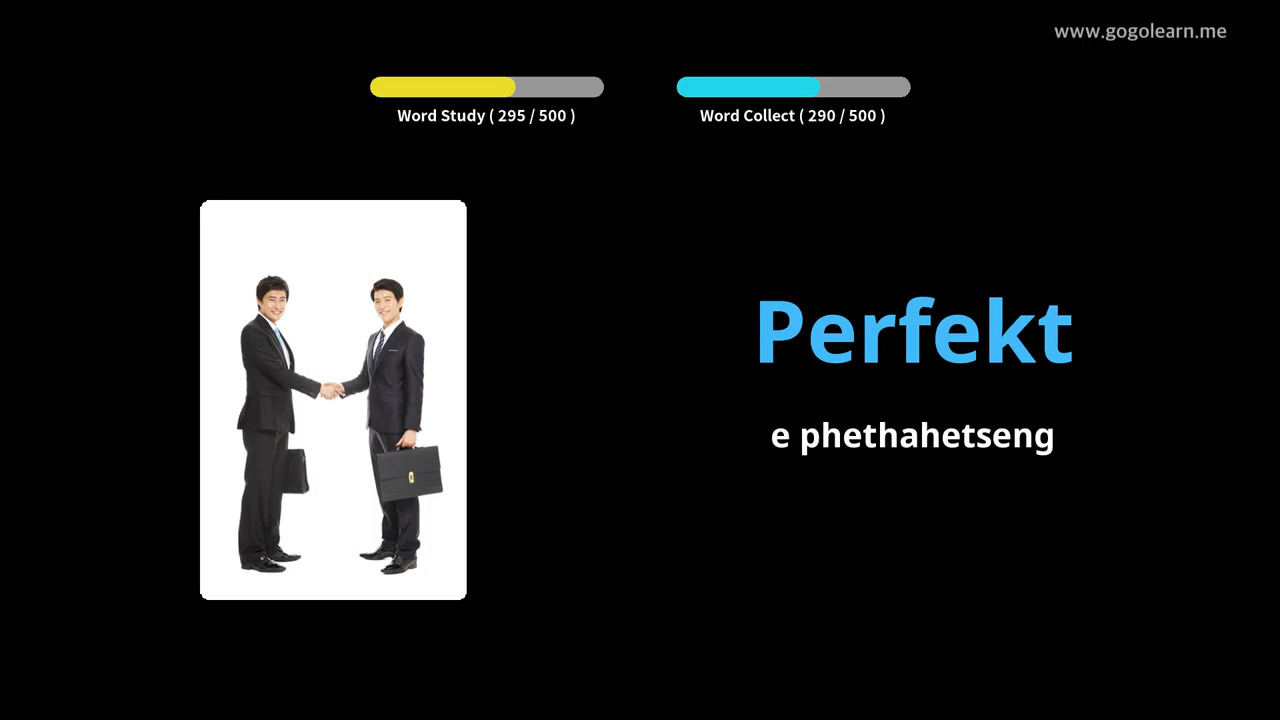 www.gogolearn.me
Word Study ( 295 / 500 )
Word Collect ( 290 / 500 )
Perfekt
e phethahetseng